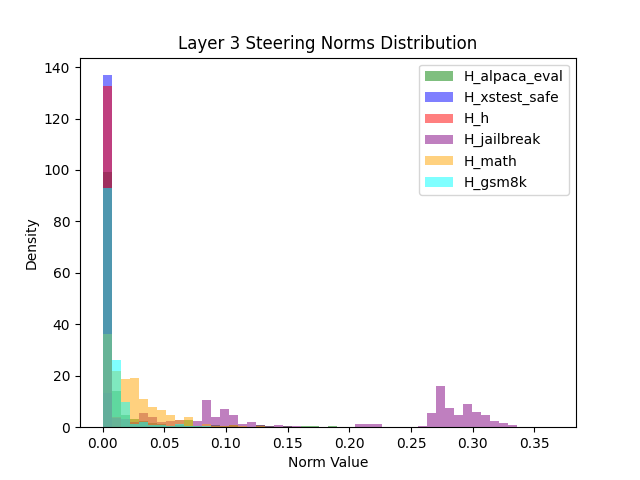 Layer 3 Steering Norms Distribution
140
120
100
80
60
40
20
0
Density
H_alpaca_eval
H_xstest_safe
H_h
H_jailbreak
H_math
H_gsm8k
0.00 0.05 0.10 0.15 0.20 0.25 0.30 0.35
Norm Value